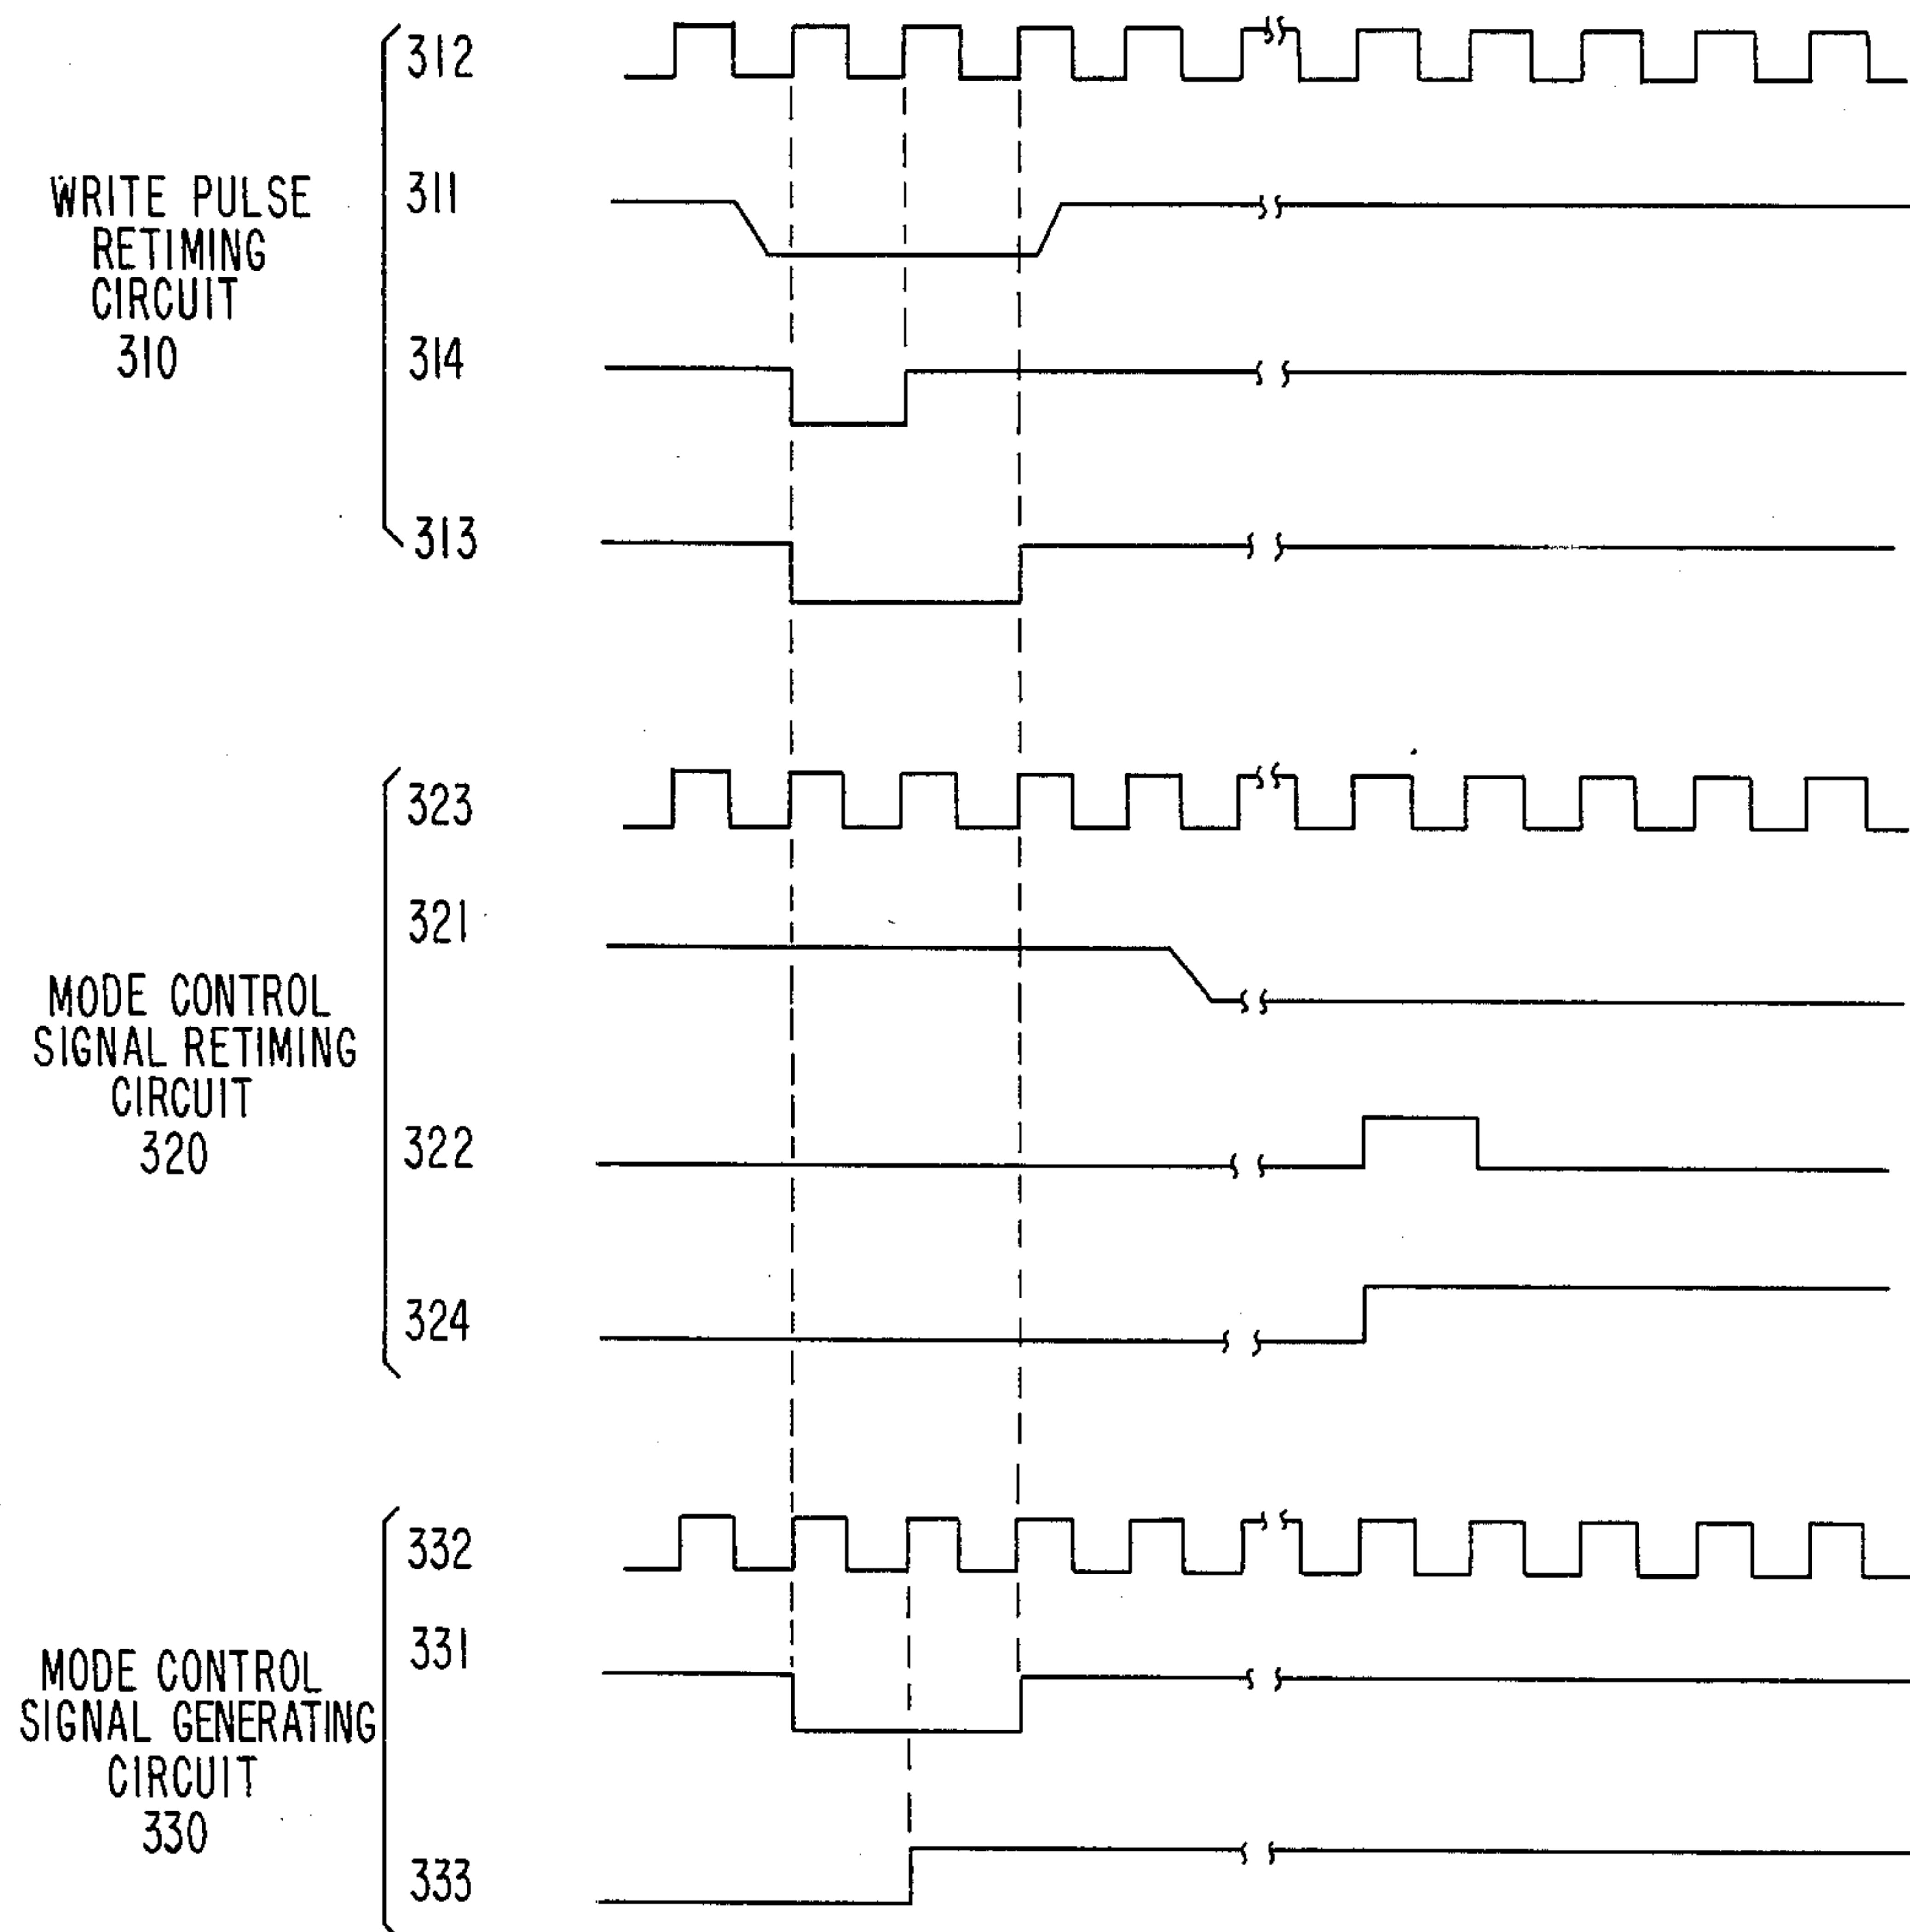 312
311
WRITE PULSE
RETIMING
CIRCUIT
310
314
313
323
321
MODE CONTROL
SIGNAL RETIMING
CIRCUIT
320
322
324
332
331
MODE CONTROL
SIGNAL GENERATING
CIRCUIT
330
333